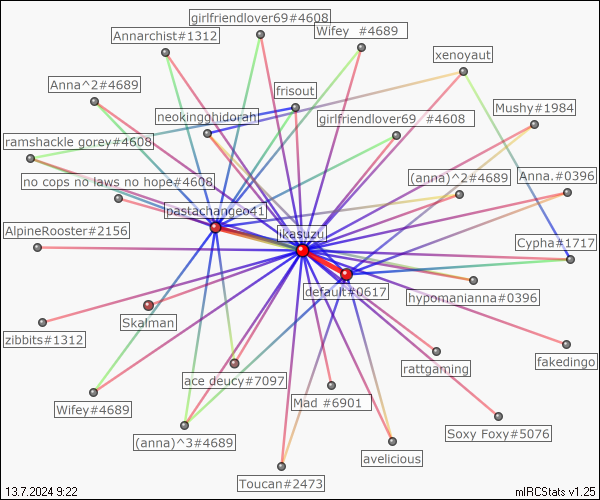 girlfriendlover69#4608
Annarchist#1312
Wifey  #4689
xenoyaut
Anna^2#4689
frisout
Mushy#1984
neokingghidorah
girlfriendlover69  #4608
ramshackle gorey#4608
no cops no laws no hope#4608
(anna)^2#4689
Anna.#0396
pastachangeo41
ikasuzu
AlpineRooster#2156
Cypha#1717
default#0617
hypomanianna#0396
Skalman
zibbits#1312
fakedingo
rattgaming
ace deucy#7097
Wifey#4689
Mad #6901
Soxy Foxy#5076
(anna)^3#4689
avelicious
Toucan#2473
13.7.2024 9:22
mIRCStats v1.25